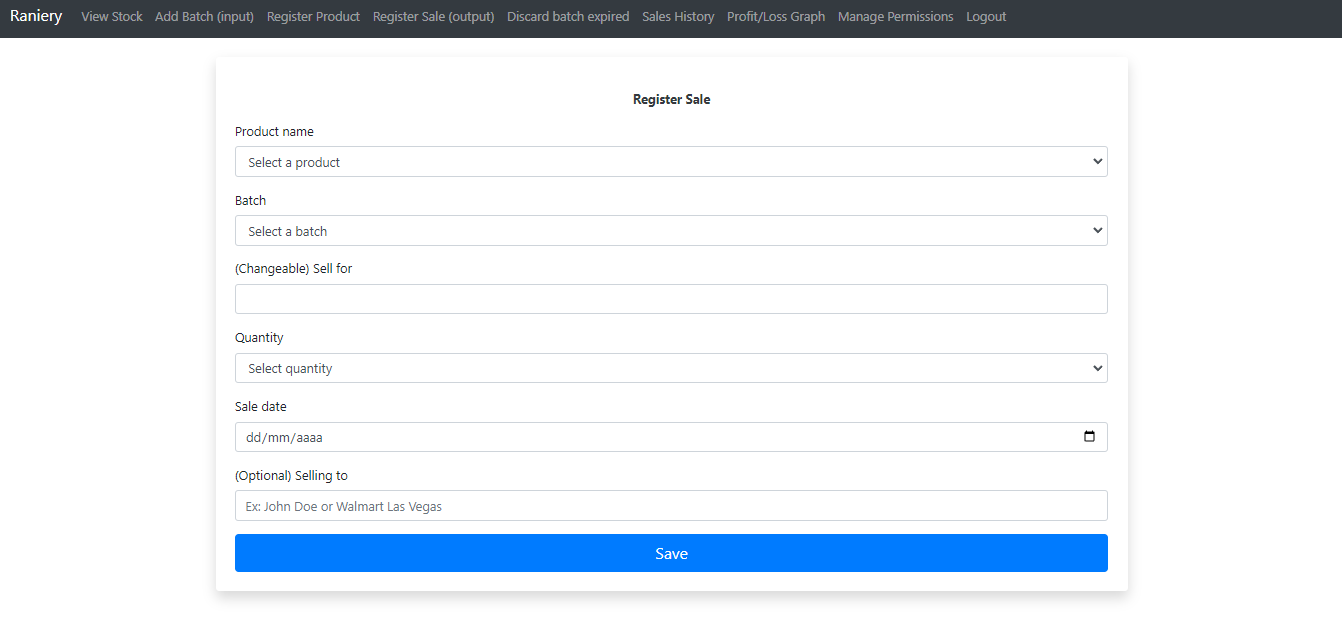 Raniery View Stock Add Batch (input) Register Product Register Sale (output) Discard batch expired Sales History Profit/Loss Graph Manage Permissions Logout
Register Sale
Product name
Select a product
Batch
Select a batch
(Changeable) Sell for
Quantity
Select quantity
Sale date
dd/mm/aaaa
(Optional) Selling to
Ex: John Doe or Walmart Las Vegas
Save